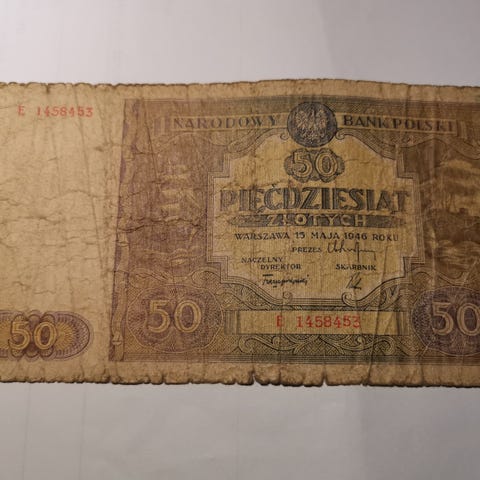 E 1458453
NARODOWY BANK POLSKI
50
PIĘĆDZIESIĄT
ZŁOTYCH
WARSZAWA 15 MAJA 1946 ROKU
PREZES
NACZELNY DYREKTOR
SKARBNIK
50
50
50
E 1458453